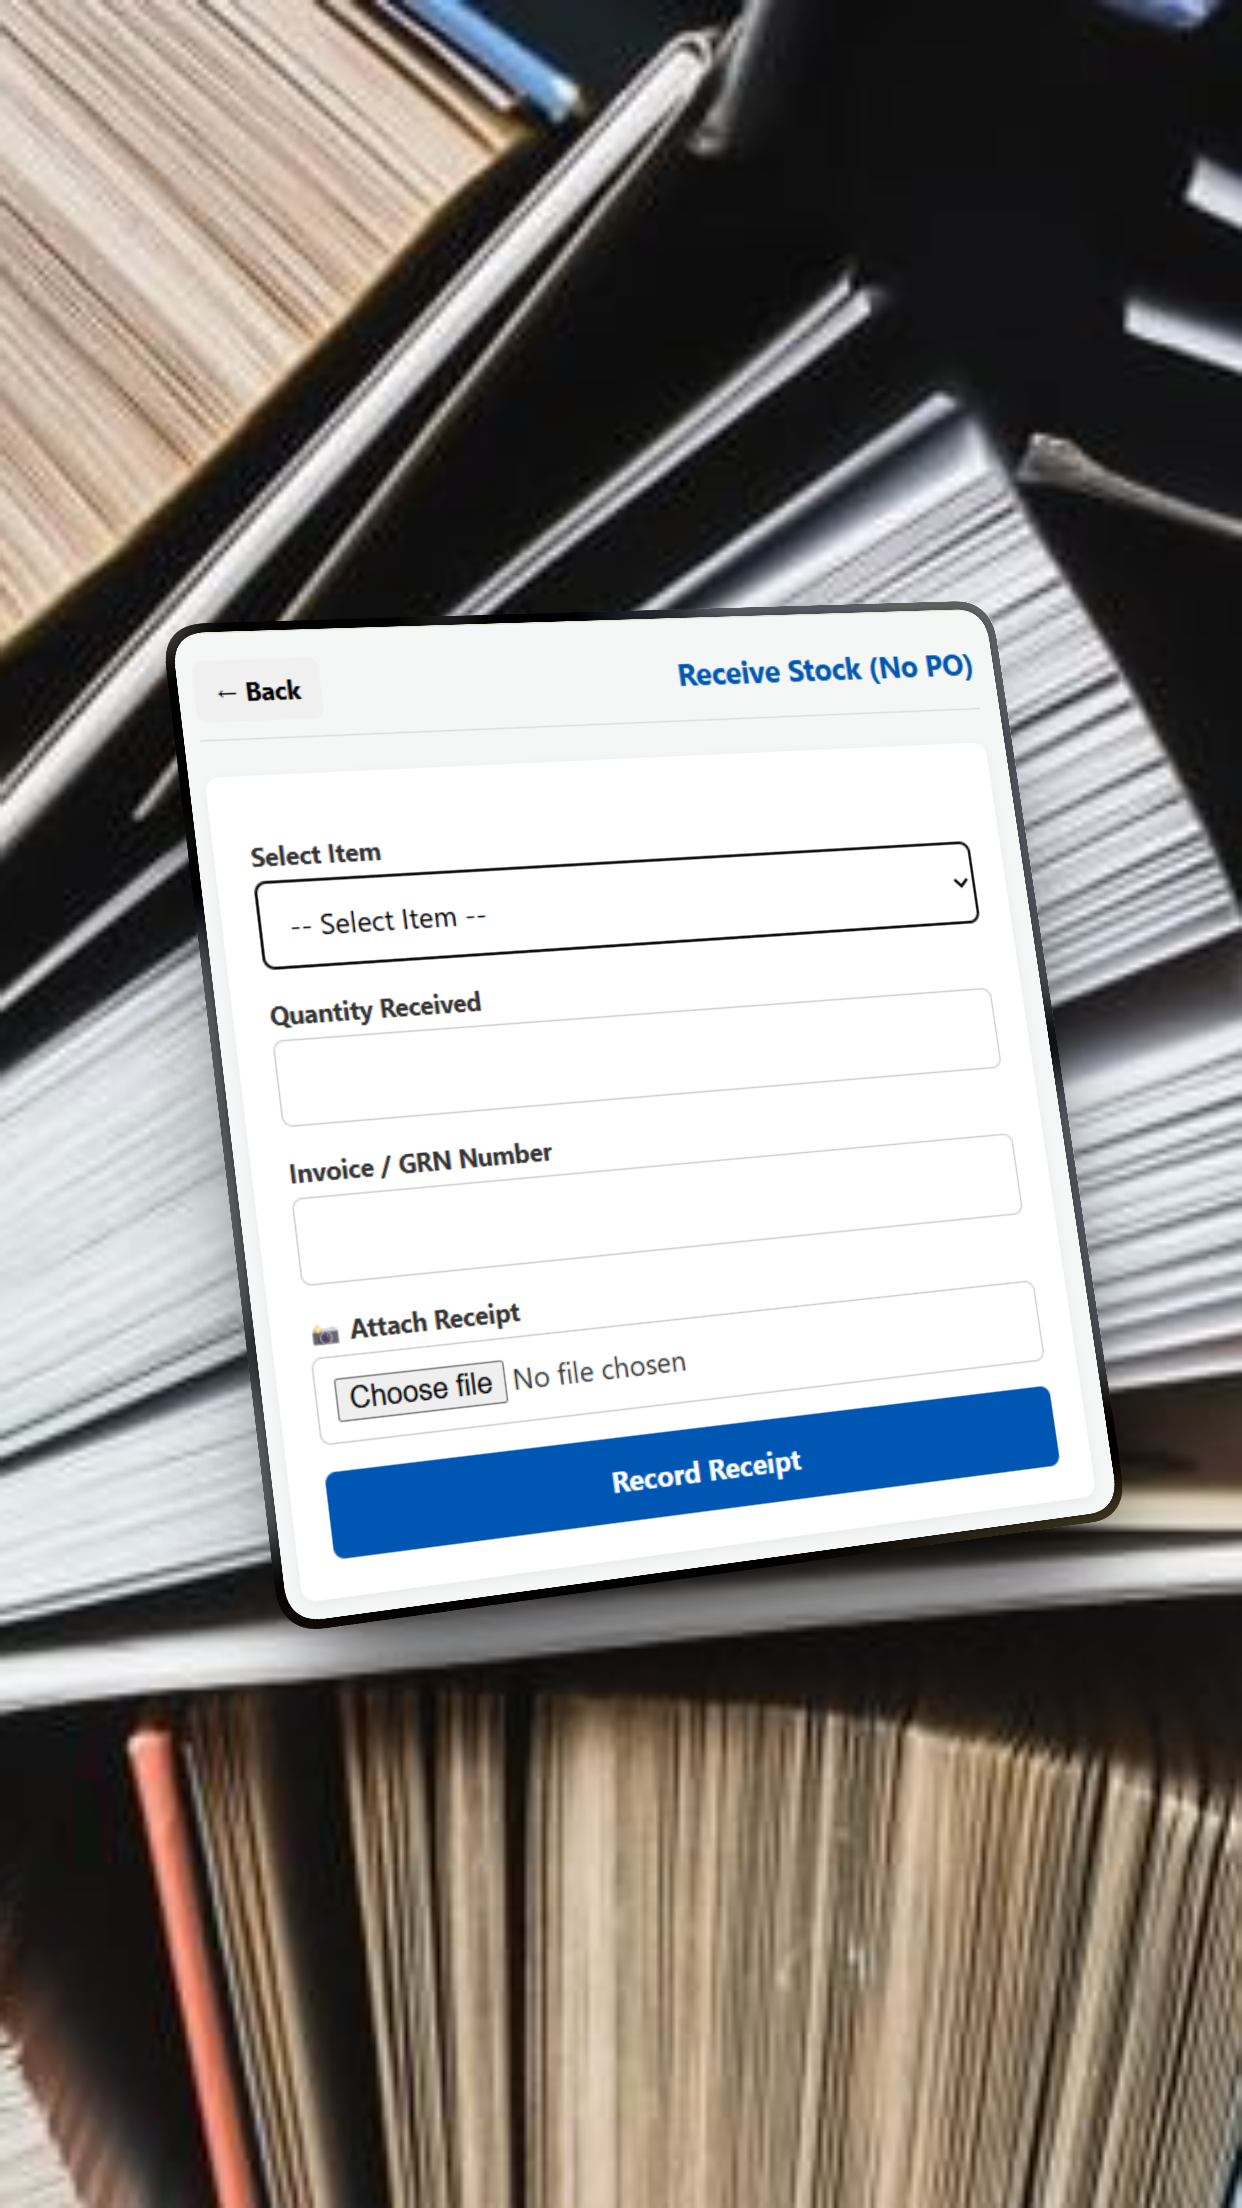 ← Back
Receive Stock (No PO)
Select Item
-- Select Item --
Quantity Received
Invoice / GRN Number
📸 Attach Receipt
Choose file No file chosen
Record Receipt